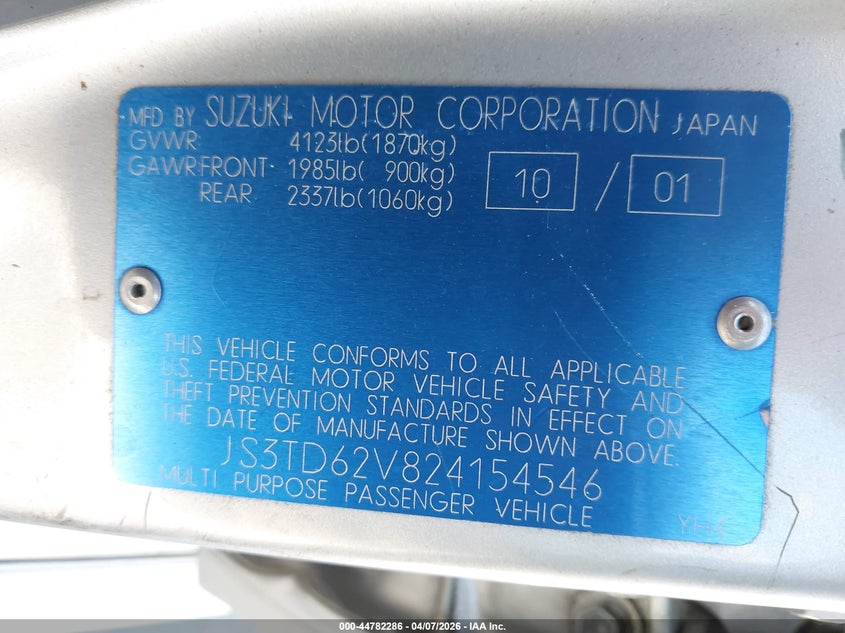 MFD BY SUZUKI MOTOR CORPORATION JAPAN
GVWR: 4123lb(1870kg)
GAWR:FRONT: 1985lb( 900kg)
REAR 2337lb(1060kg)
10 / 01
THIS VEHICLE CONFORMS TO ALL APPLICABLE
U.S. FEDERAL MOTOR VEHICLE SAFETY AND
THEFT PREVENTION STANDARDS IN EFFECT ON
THE DATE OF MANUFACTURE SHOWN ABOVE.
JS3TD62V824154546
MULTI PURPOSE PASSENGER VEHICLE
000-44782286 - 04/07/2026 - IAA Inc.